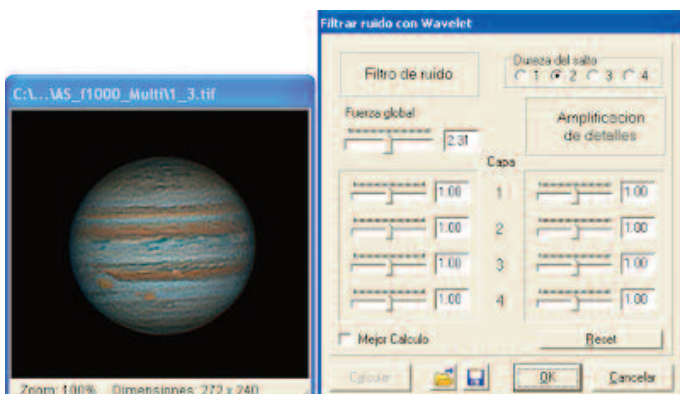 C:\...\AS_f1000_Multi\1_3.tif
Zoom: 100% Dimensiones: 272 x 240
Filtrar ruido con Wavelet
Filtro de ruido
Dureza del salto
1 2 3 4
Fuerza global
2.31
Amplificacion
de detalles
Capa
1.00 1 1.00
1.00 2 1.00
1.00 3 1.00
1.00 4 1.00
Mejor Calculo
Reset
Calcular
OK
Cancelar